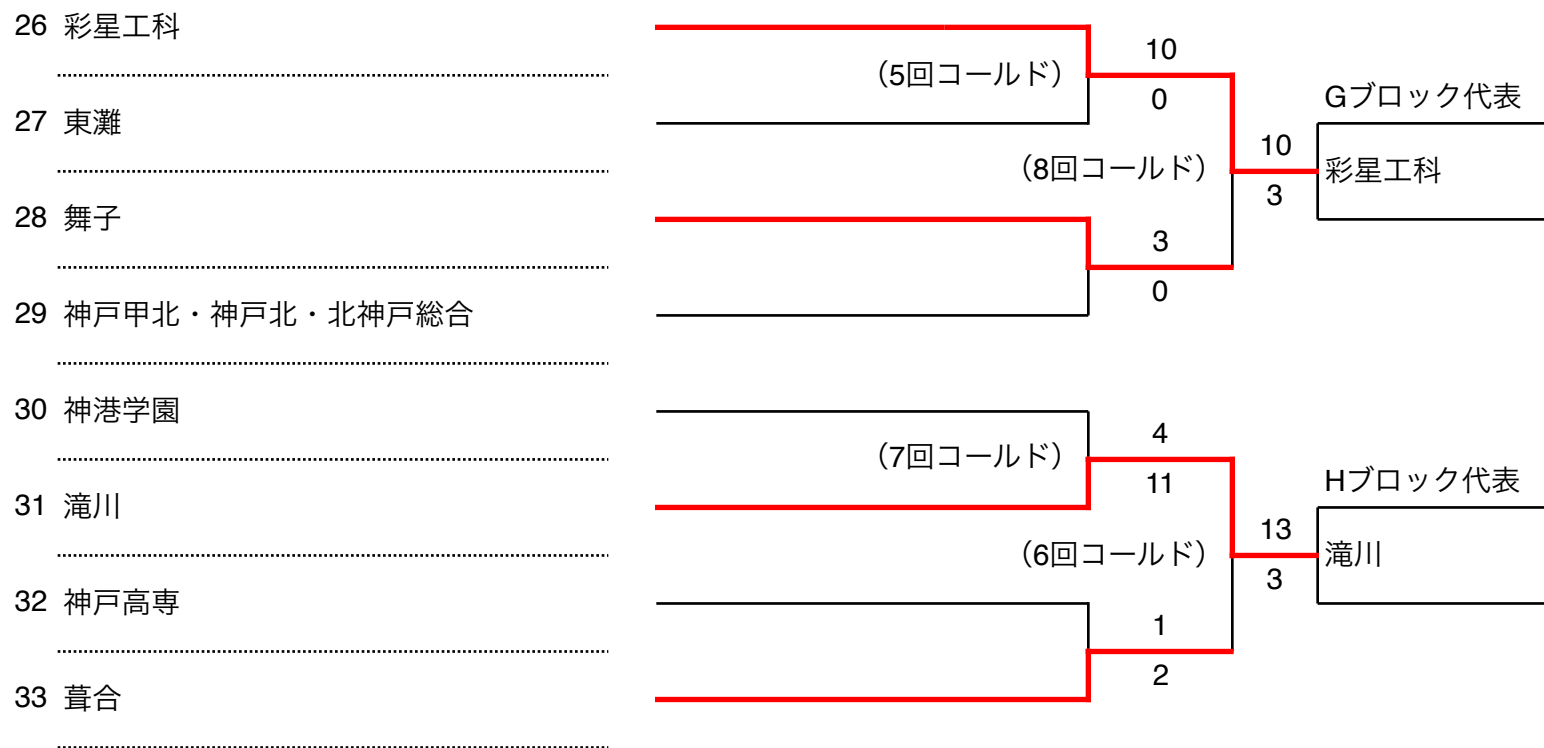 26 彩星工科
10
(5回コールド)
0
Gブロック代表
27 東灘
10
(8回コールド)
彩星工科
3
28 舞子
3
0
29 神戸甲北・神戸北・北神戸総合
30 神港学園
4
(7回コールド)
11
Hブロック代表
31 滝川
13
(6回コールド)
滝川
3
32 神戸高専
1
2
33 葺合